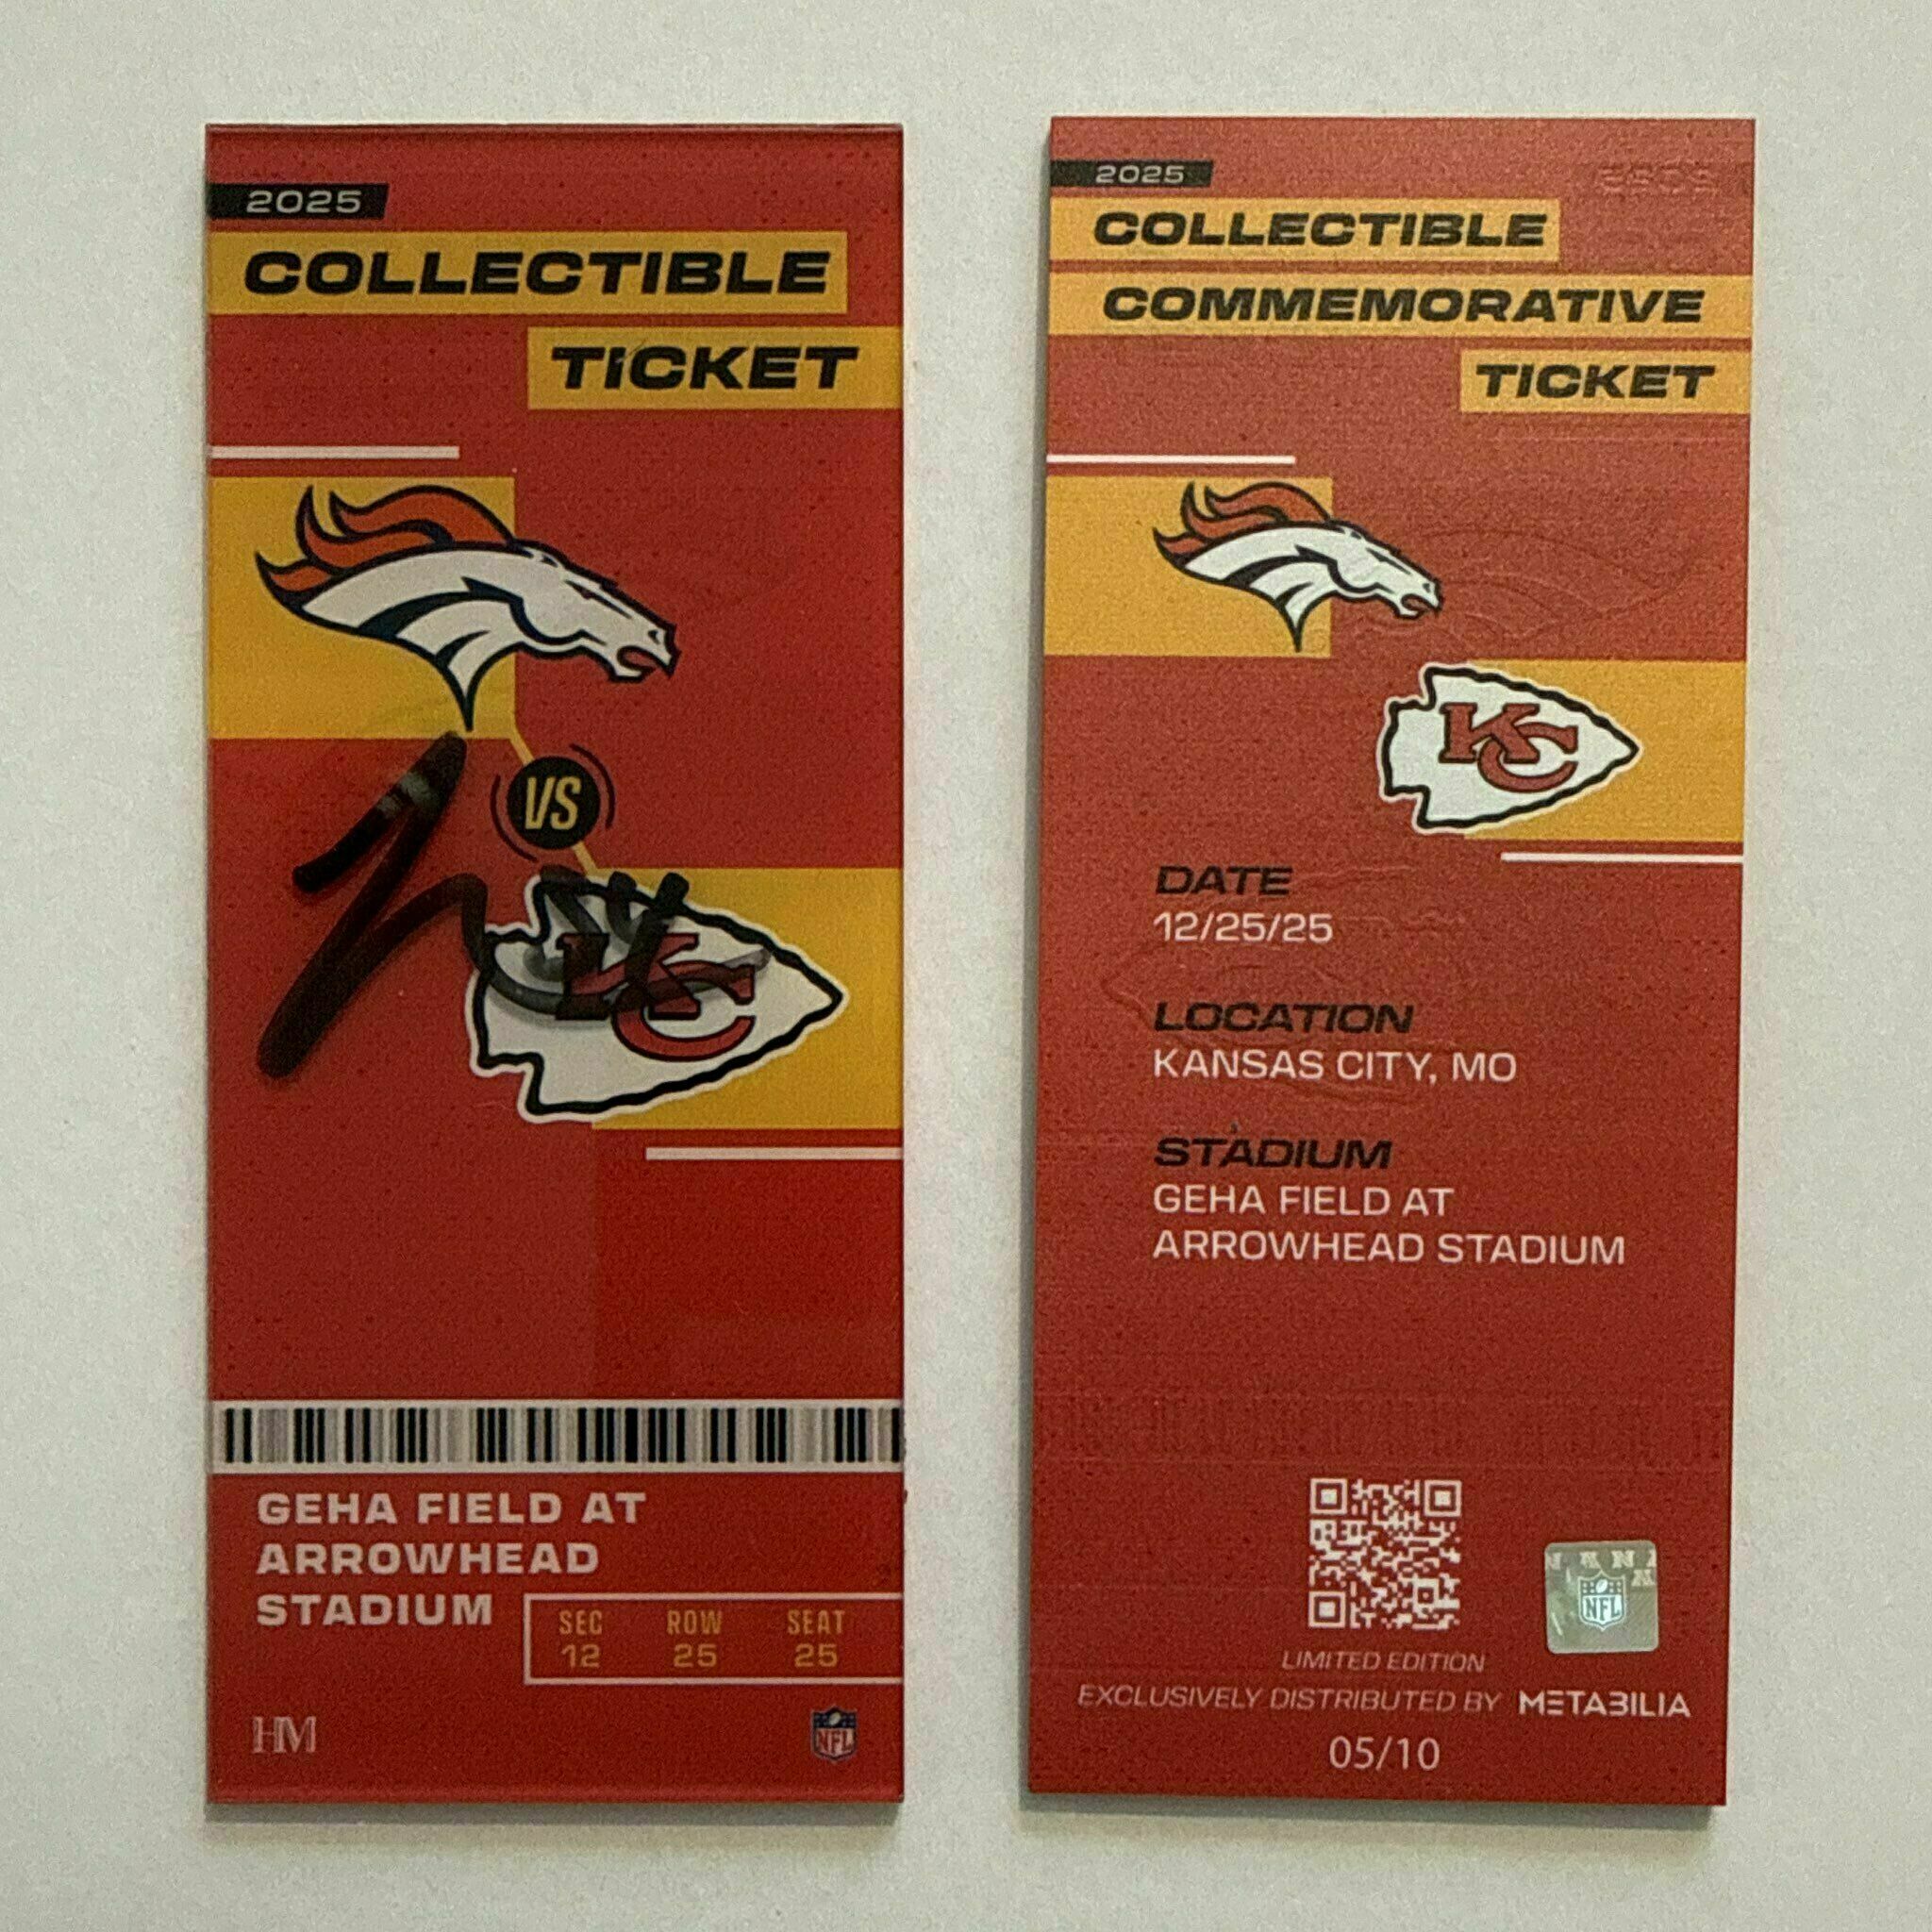 2025
COLLECTIBLE
TICKET
VS
KC
GEHA FIELD AT
ARROWHEAD
STADIUM
SEC ROW SEAT
12 25 25
HM
NFL
2025
COLLECTIBLE
COMMEMORATIVE
TICKET
KC
DATE
12/25/25
LOCATION
KANSAS CITY, MO
STADIUM
GEHA FIELD AT
ARROWHEAD STADIUM
NFL
LIMITED EDITION
EXCLUSIVELY DISTRIBUTED BY METABILIA
05/10